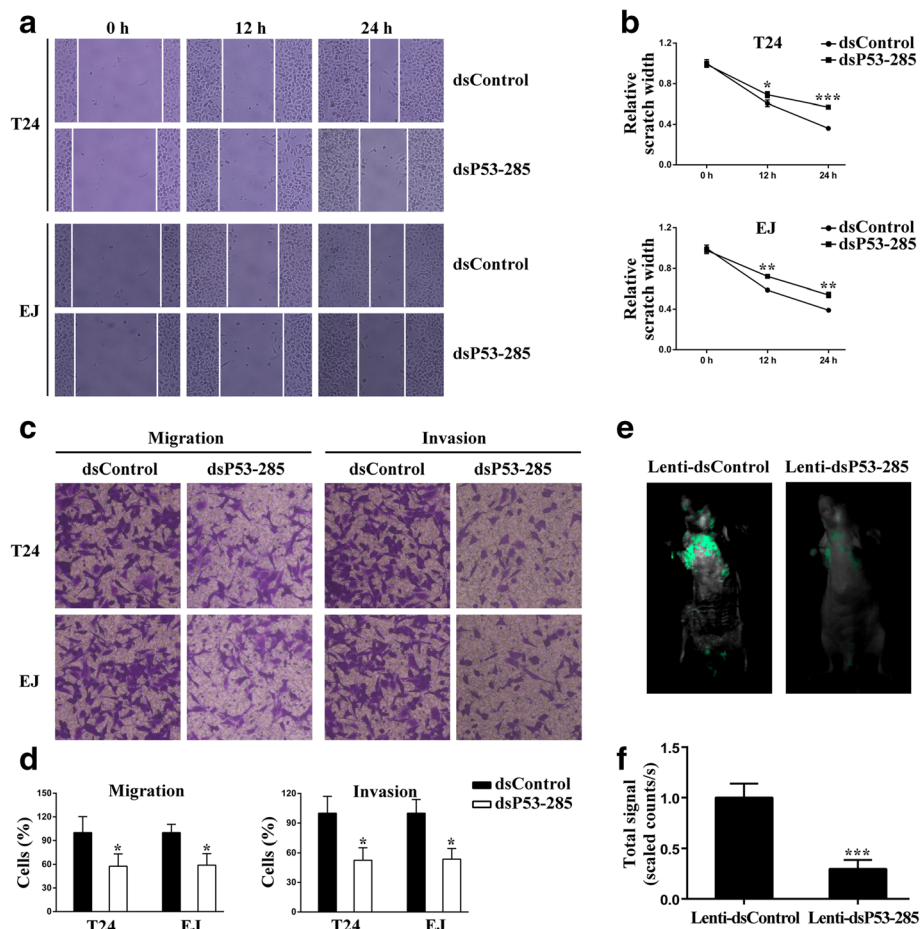 a
0 h 12 h 24 h
T24
dsControl
dsP53-285
EJ
dsControl
dsP53-285
b
T24
dsControl
dsP53-285
Relative scratch width
1.2
0.8
0.4
*
***
0 h 12 h 24 h
EJ
dsControl
dsP53-285
Relative scratch width
1.2
0.8
0.4
0.0
**
**
0 h 12 h 24 h
c
Migration Invasion
dsControl dsP53-285 dsControl dsP53-285
T24
EJ
d
Migration
Cells (%)
150
120
90
60
30
0
*
*
T24 EJ
Invasion
Cells (%)
120
90
60
30
0
*
*
T24 EJ
dsControl
dsP53-285
e
Lenti-dsControl Lenti-dsP53-285
f
Total signal
(scaled counts/s)
1.5
1.0
0.5
0.0
***
Lenti-dsControl Lenti-dsP53-285